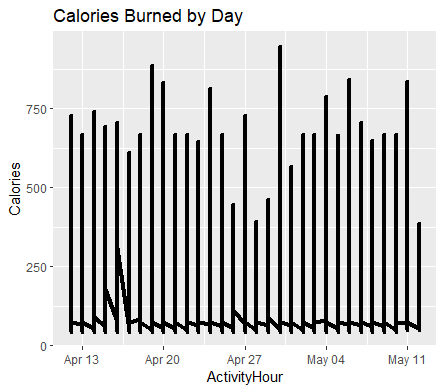 Calories Burned by Day
Calories
750
500
250
0
Apr 13
Apr 20
Apr 27
May 04
May 11
ActivityHour